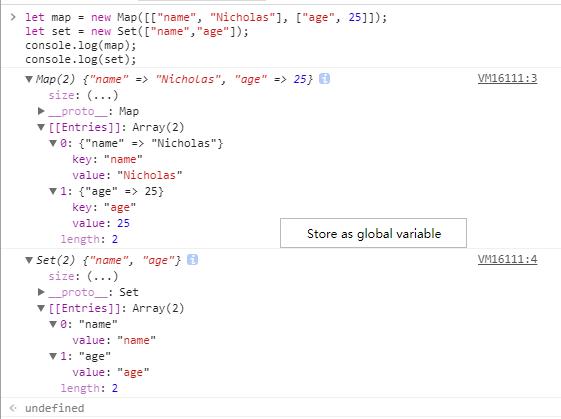 > let map = new Map([["name", "Nicholas"], ["age", 25]]);
let set = new Set(["name","age"]);
console.log(map);
console.log(set);
▼Map(2) {"name" => "Nicholas", "age" => 25} i VM16111:3
size: (...)
▶__proto__: Map
▼[[Entries]]: Array(2)
▼0: {"name" => "Nicholas"}
key: "name"
value: "Nicholas"
▼1: {"age" => 25}
key: "age"
value: 25
length: 2
Store as global variable
▼Set(2) {"name", "age"} i VM16111:4
size: (...)
▶__proto__: Set
▼[[Entries]]: Array(2)
▼0: "name"
value: "name"
▼1: "age"
value: "age"
length: 2
< undefined